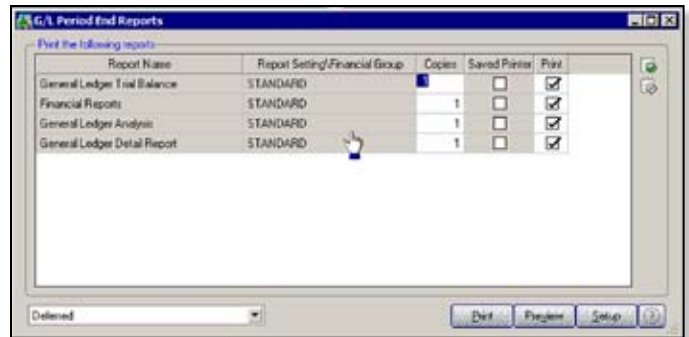 G/L Period End Reports
Print the following reports
Report Name Report Setting\Financial Group Copies Saved Printer Print
General Ledger Trial Balance STANDARD 1
Financial Reports STANDARD 1
General Ledger Analysis STANDARD 1
General Ledger Detail Report STANDARD 1
Deferred Print Preview Setup